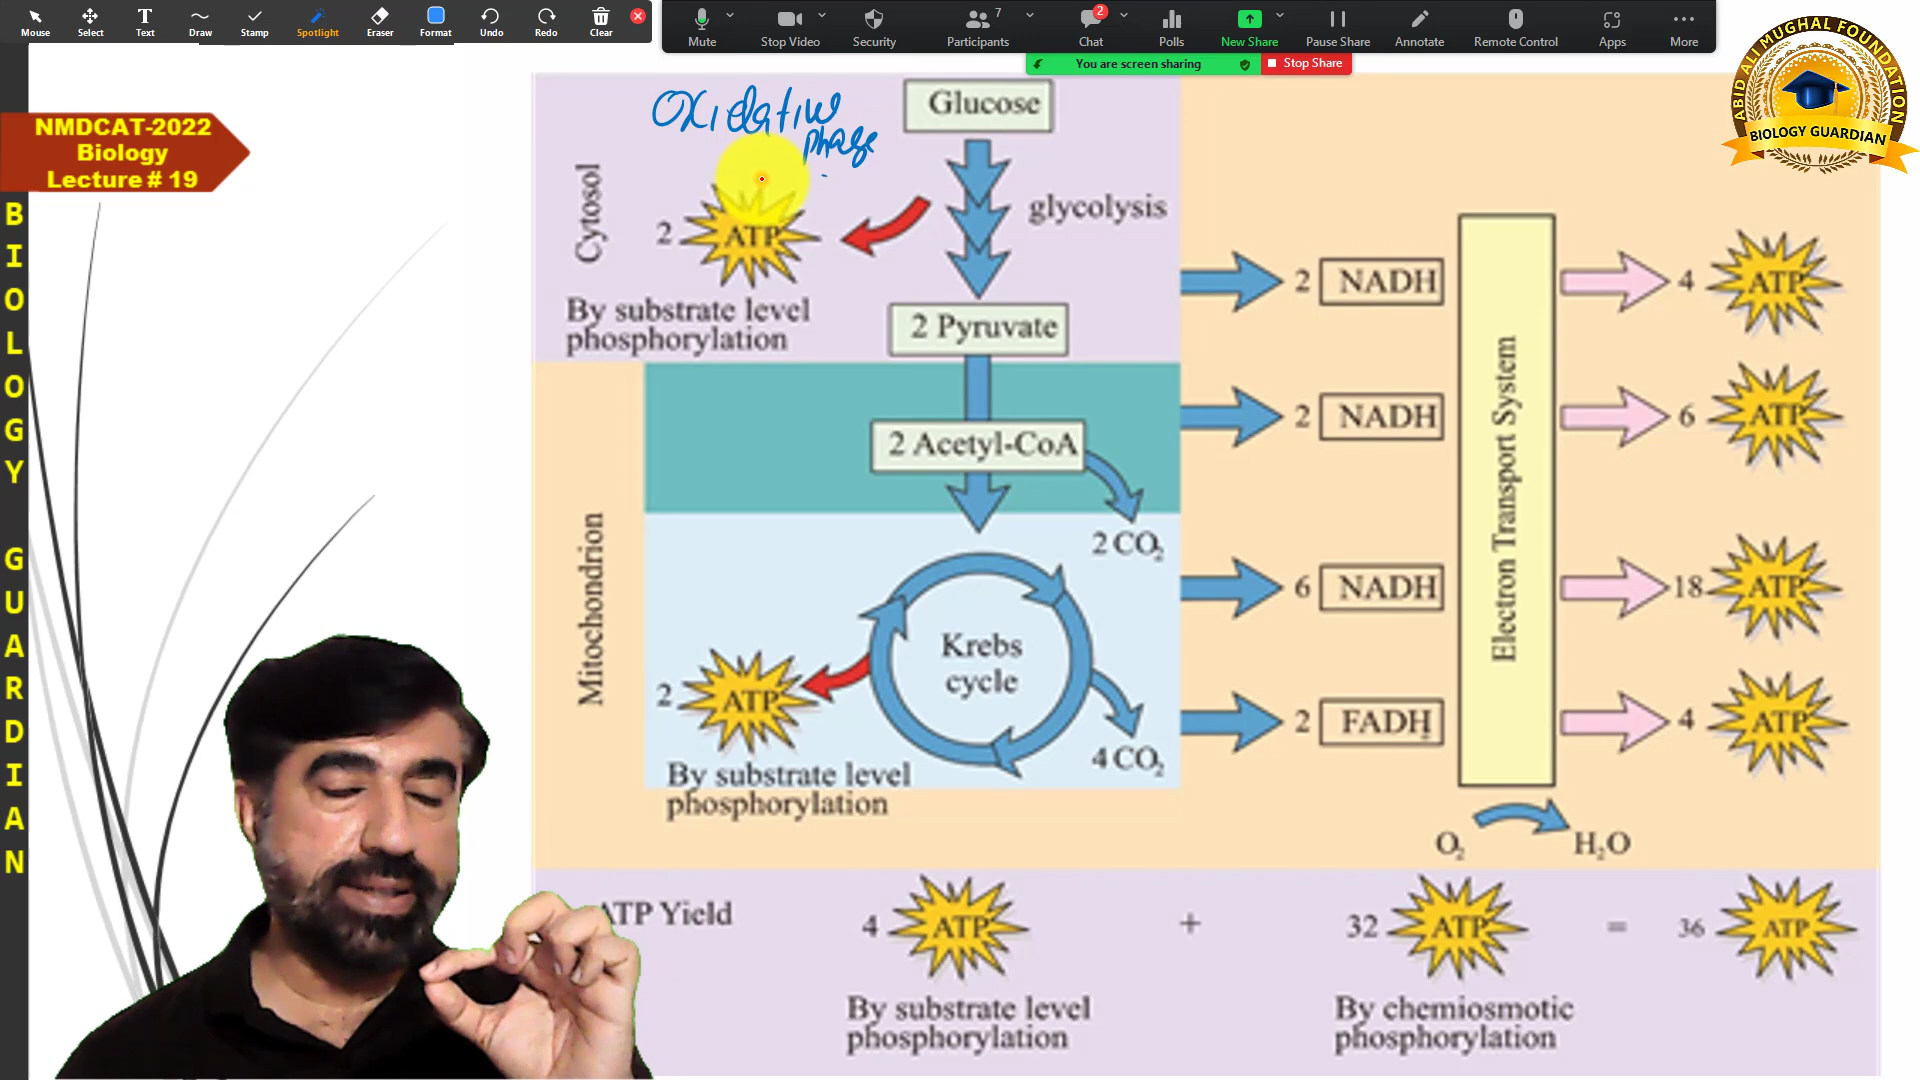 Mouse
Select
Text
Draw
Stamp
Spotlight
Eraser
Format
Undo
Redo
Clear
Mute
Stop Video
Security
Participants
7
Chat
2
Polls
New Share
Pause Share
Annotate
Remote Control
Apps
More
You are screen sharing
Stop Share
ABID ALI MUGHAL FOUNDATION
BIOLOGY GUARDIAN
NMDCAT-2022
Biology
Lecture # 19
BIOLOGY GUARDIAN
Oxidative
phase
Glucose
Cytosol
glycolysis
2 ATP
By substrate level
phosphorylation
2 Pyruvate
2 NADH
4 ATP
2 Acetyl-CoA
2 NADH
6 ATP
2 CO₂
Mitochondrion
Krebs
cycle
6 NADH
18 ATP
Electron Transport System
2 ATP
2 FADH₂
4 ATP
4 CO₂
By substrate level
phosphorylation
O₂
H₂O
ATP Yield
4 ATP + 32 ATP = 36 ATP
By substrate level
phosphorylation
By chemiosmotic
phosphorylation